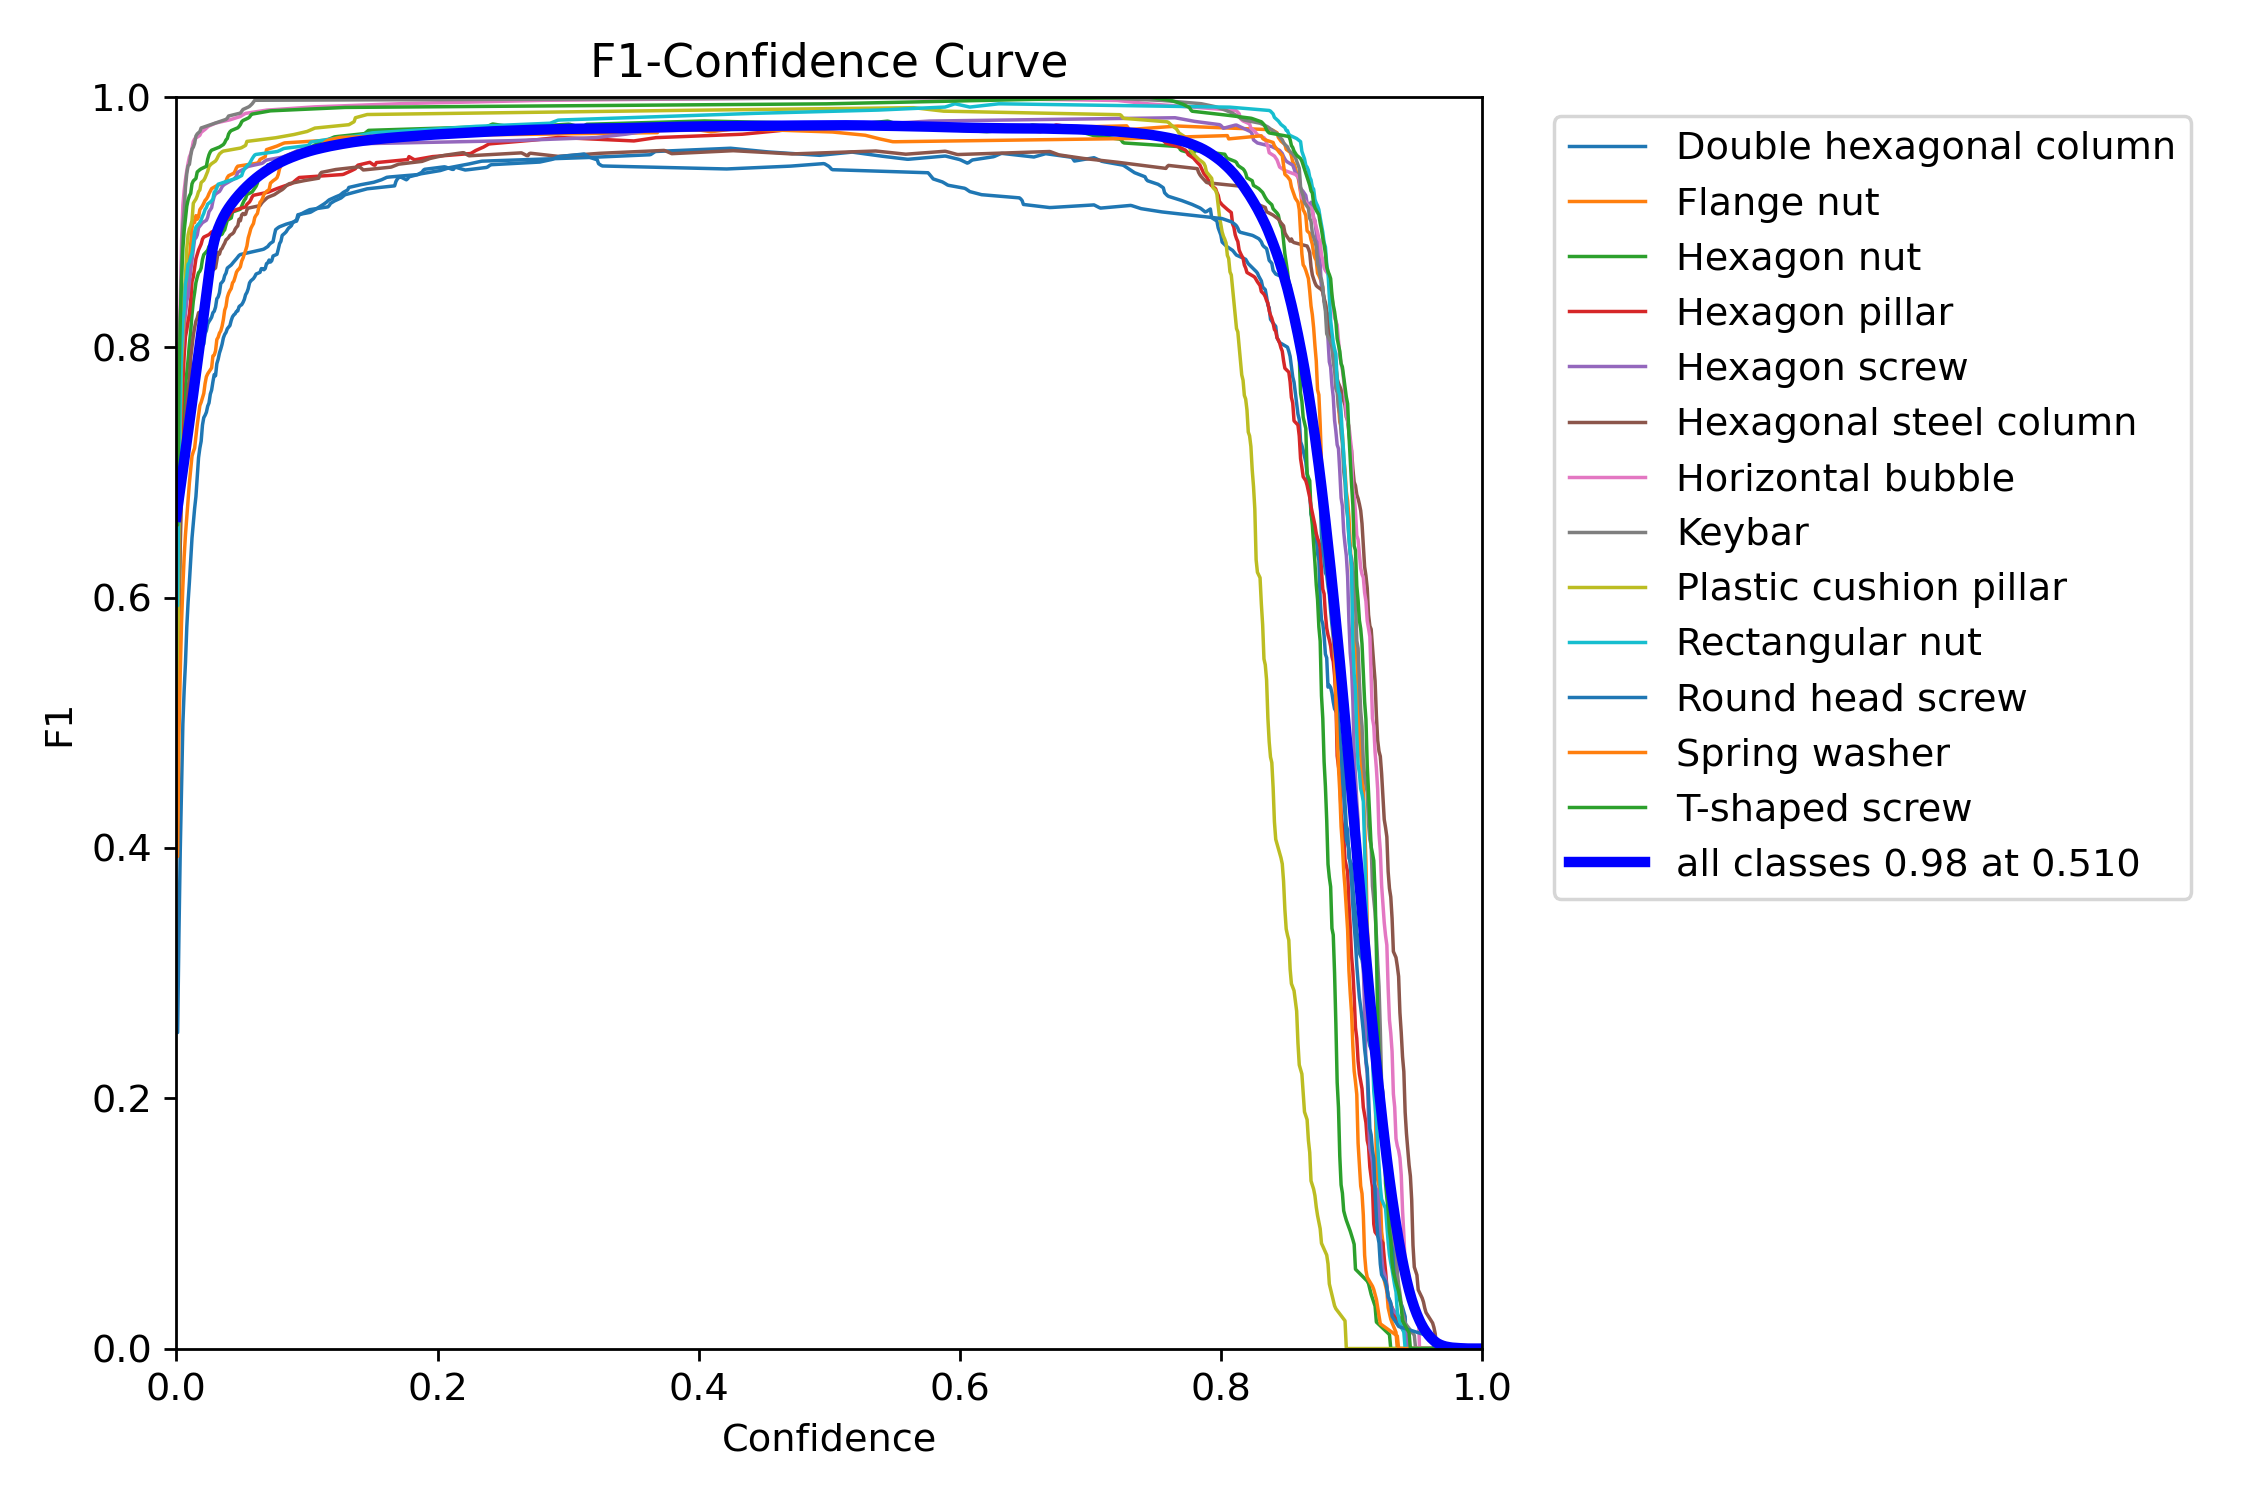 F1-Confidence Curve
1.0
0.8
0.6
0.4
0.2
0.0
F1
0.0 0.2 0.4 0.6 0.8 1.0
Confidence
Double hexagonal column
Flange nut
Hexagon nut
Hexagon pillar
Hexagon screw
Hexagonal steel column
Horizontal bubble
Keybar
Plastic cushion pillar
Rectangular nut
Round head screw
Spring washer
T-shaped screw
all classes 0.98 at 0.510